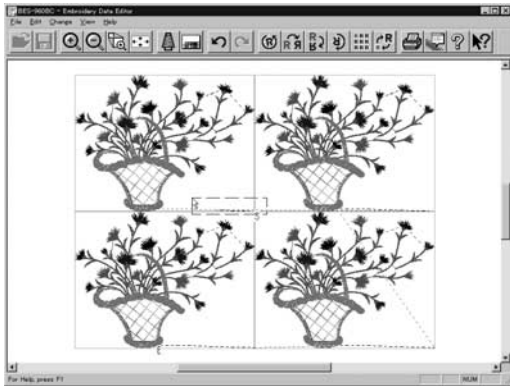 BES-960BC - Embroidery Data Editor
File Edit Change View Help
For Help, press F1
NUM